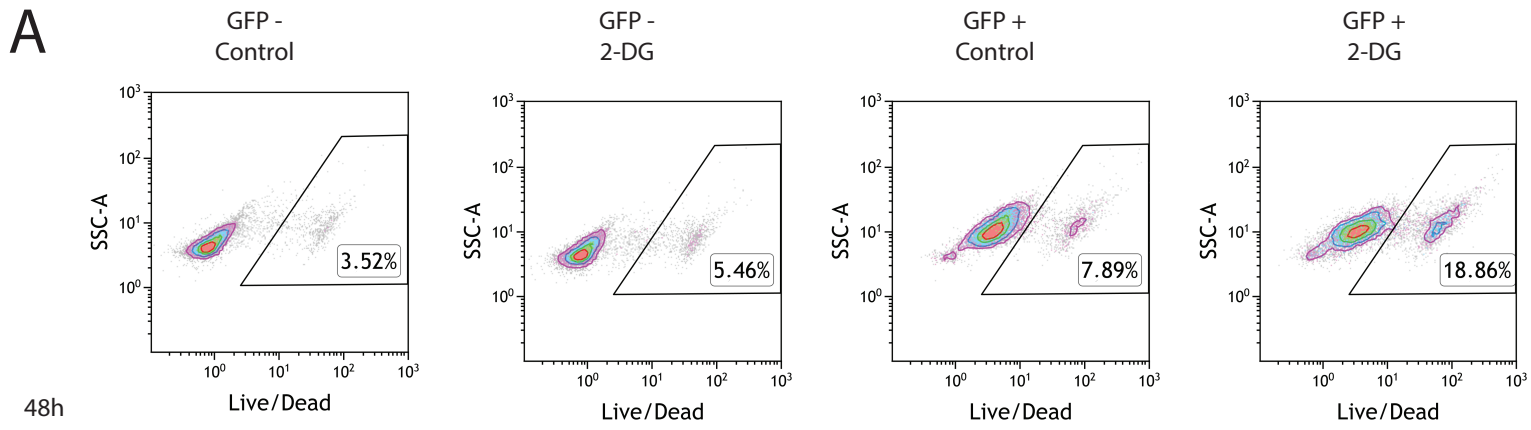 A
GFP -
Control
GFP -
2-DG
GFP +
Control
GFP +
2-DG
10³
10²
10¹
10⁰
SSC-A
3.52%
10⁰ 10¹ 10² 10³
Live/Dead
10³
10²
10¹
10⁰
SSC-A
5.46%
10⁰ 10¹ 10² 10³
Live/Dead
10³
10²
10¹
10⁰
SSC-A
7.89%
10⁰ 10¹ 10² 10³
Live/Dead
10³
10²
10¹
10⁰
SSC-A
18.86%
10⁰ 10¹ 10² 10³
Live/Dead
48h